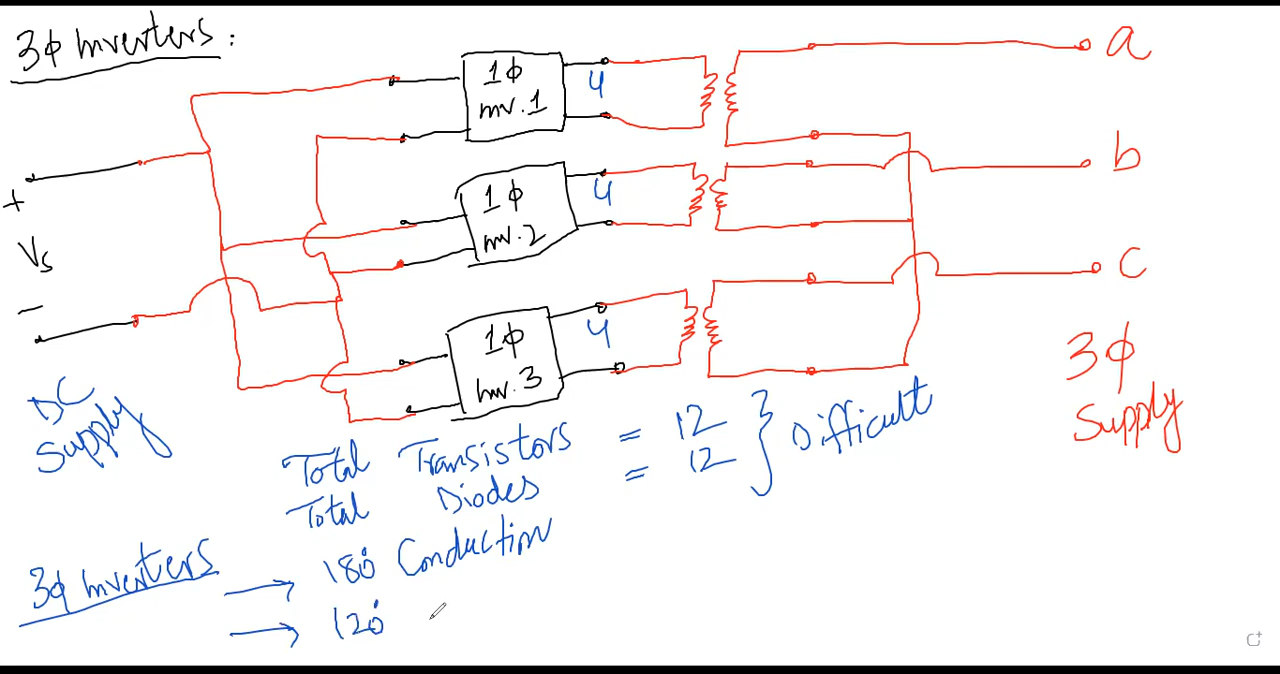 3φ Inverters:
a
1φ
inv.1
4
b
1φ
inv.2
4
+
Vs
-
c
1φ
inv.3
4
3φ
Supply
DC
Supply
Total Transistors = 12
Total Diodes = 12 } Difficult
3φ Inverters → 180° Conduction
→ 120°